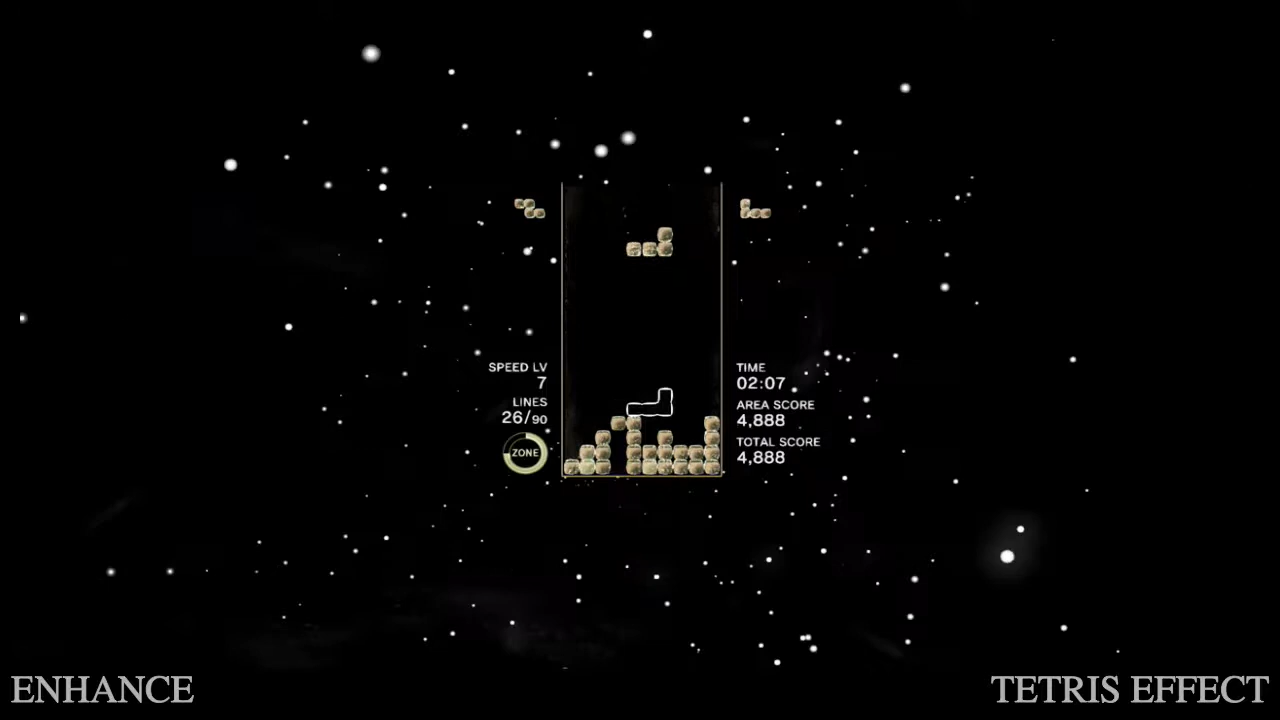 SPEED LV
7
LINES
26/90
ZONE
TIME
02:07
AREA SCORE
4,888
TOTAL SCORE
4,888
ENHANCE
TETRIS EFFECT